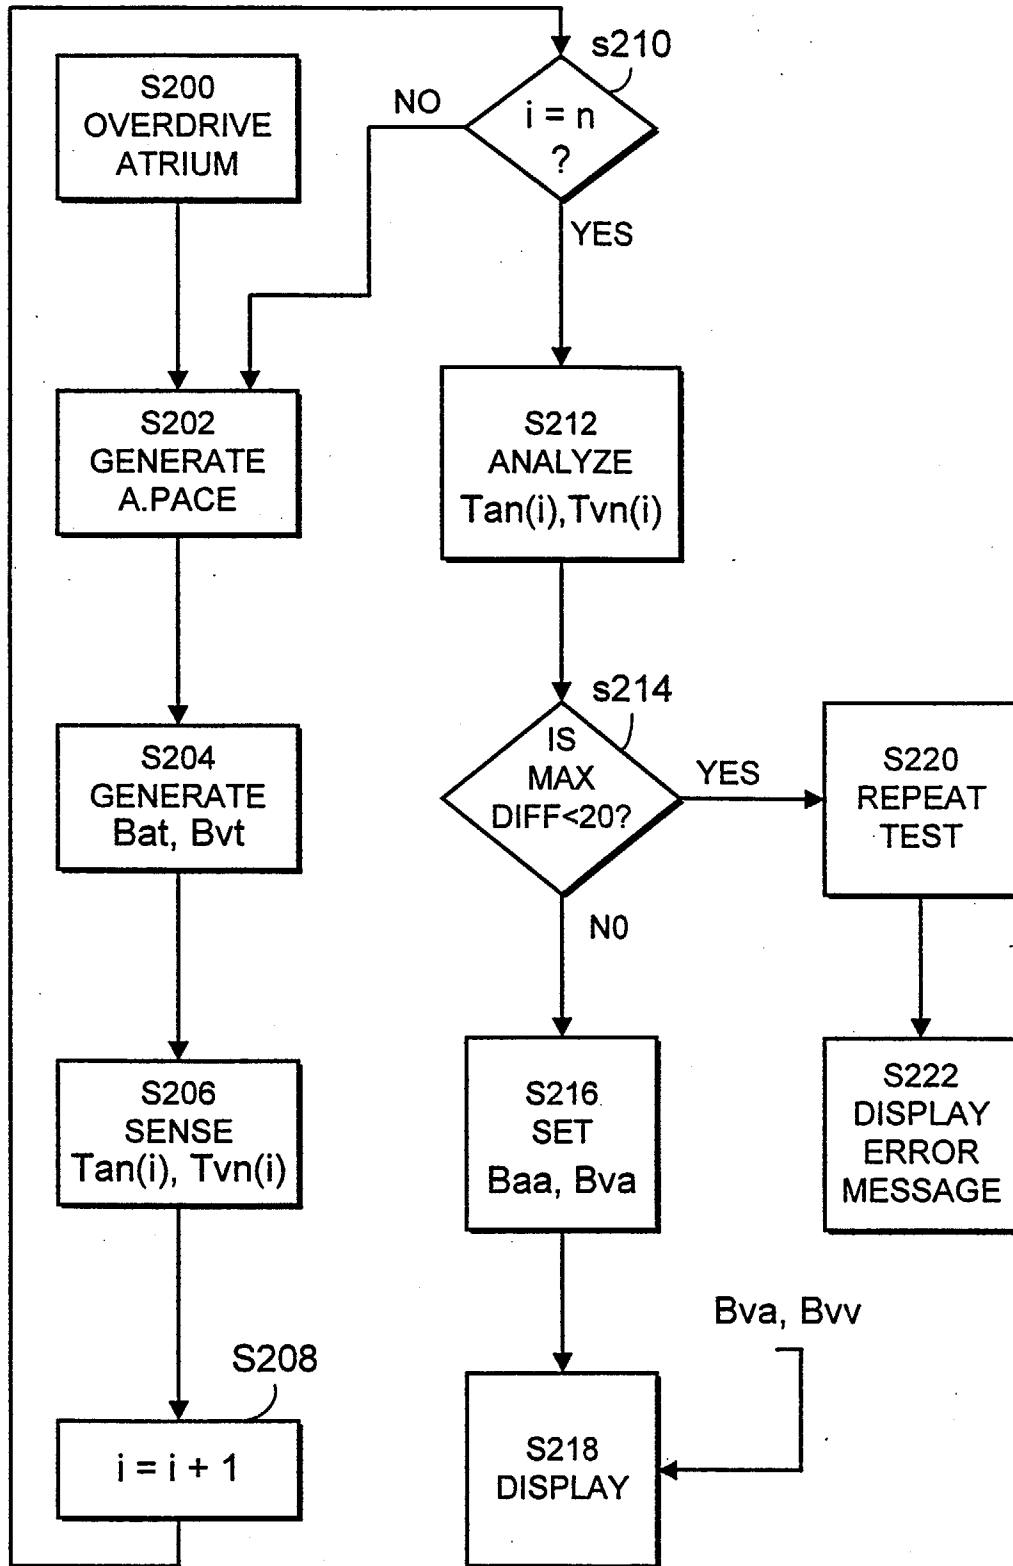 S200
OVERDRIVE
ATRIUM
s210
i = n
?
NO
YES
S202
GENERATE
A.PACE
S212
ANALYZE
Tan(i),Tvn(i)
S204
GENERATE
Bat, Bvt
s214
IS
MAX
DIFF<20?
YES
N0
S220
REPEAT
TEST
S206
SENSE
Tan(i), Tvn(i)
S216
SET
Baa, Bva
S222
DISPLAY
ERROR
MESSAGE
S208
i = i + 1
Bva, Bvv
S218
DISPLAY